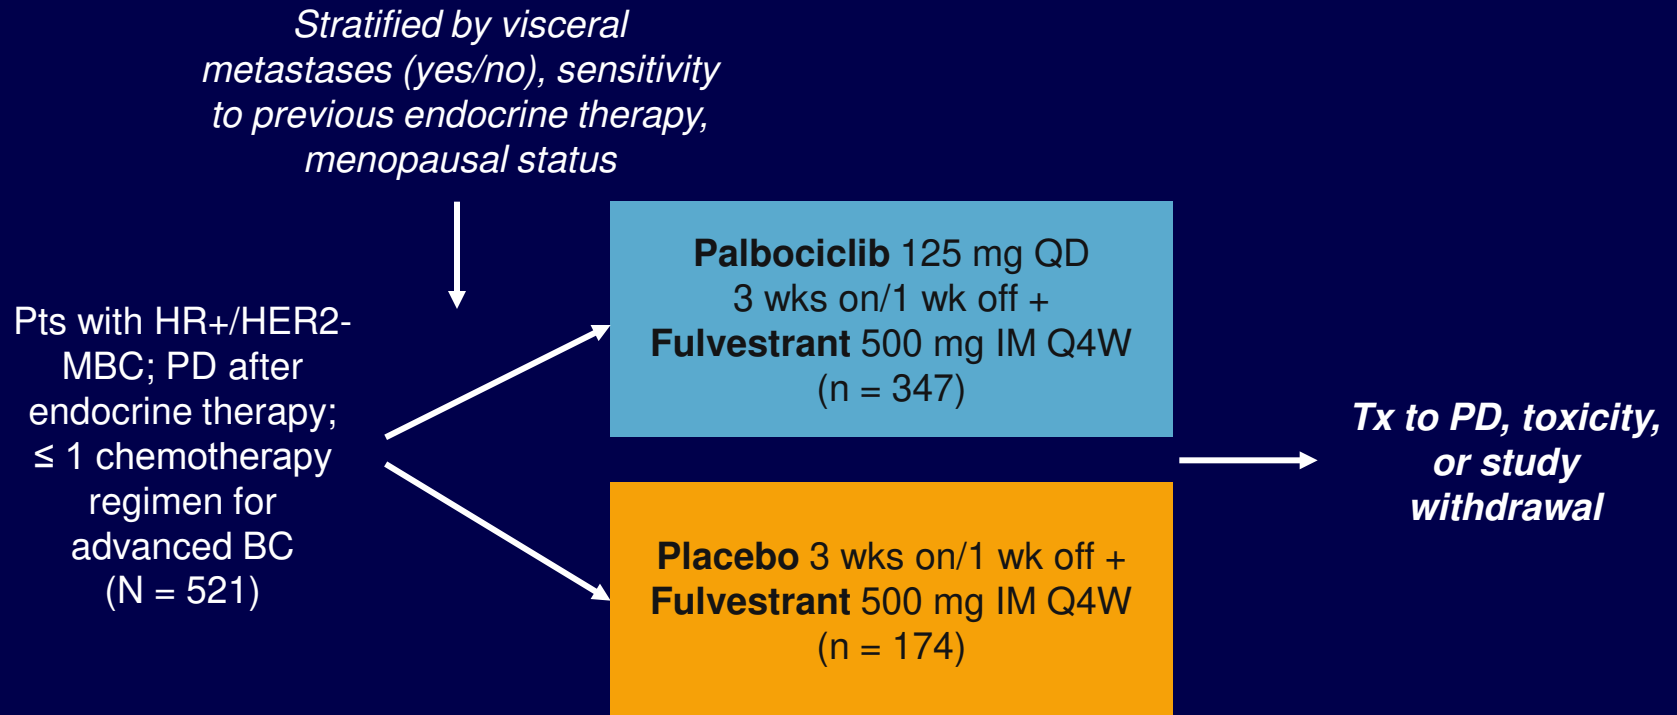 Stratified by visceral
metastases (yes/no), sensitivity
to previous endocrine therapy,
menopausal status
Pts with HR+/HER2-
MBC; PD after
endocrine therapy;
≤ 1 chemotherapy
regimen for
advanced BC
(N = 521)
Palbociclib 125 mg QD
3 wks on/1 wk off +
Fulvestrant 500 mg IM Q4W
(n = 347)
Placebo 3 wks on/1 wk off +
Fulvestrant 500 mg IM Q4W
(n = 174)
Tx to PD, toxicity,
or study
withdrawal